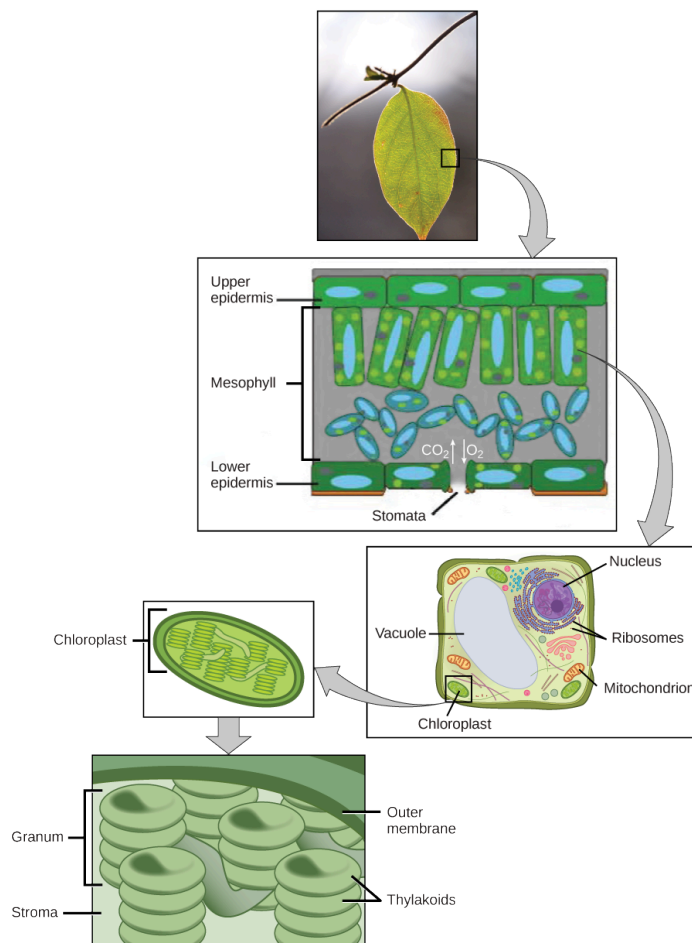 Upper
epidermis
Mesophyll
CO2
O2
Lower
epidermis
Stomata
Nucleus
Vacuole
Ribosomes
Mitochondrion
Chloroplast
Chloroplast
Granum
Outer
membrane
Thylakoids
Stroma